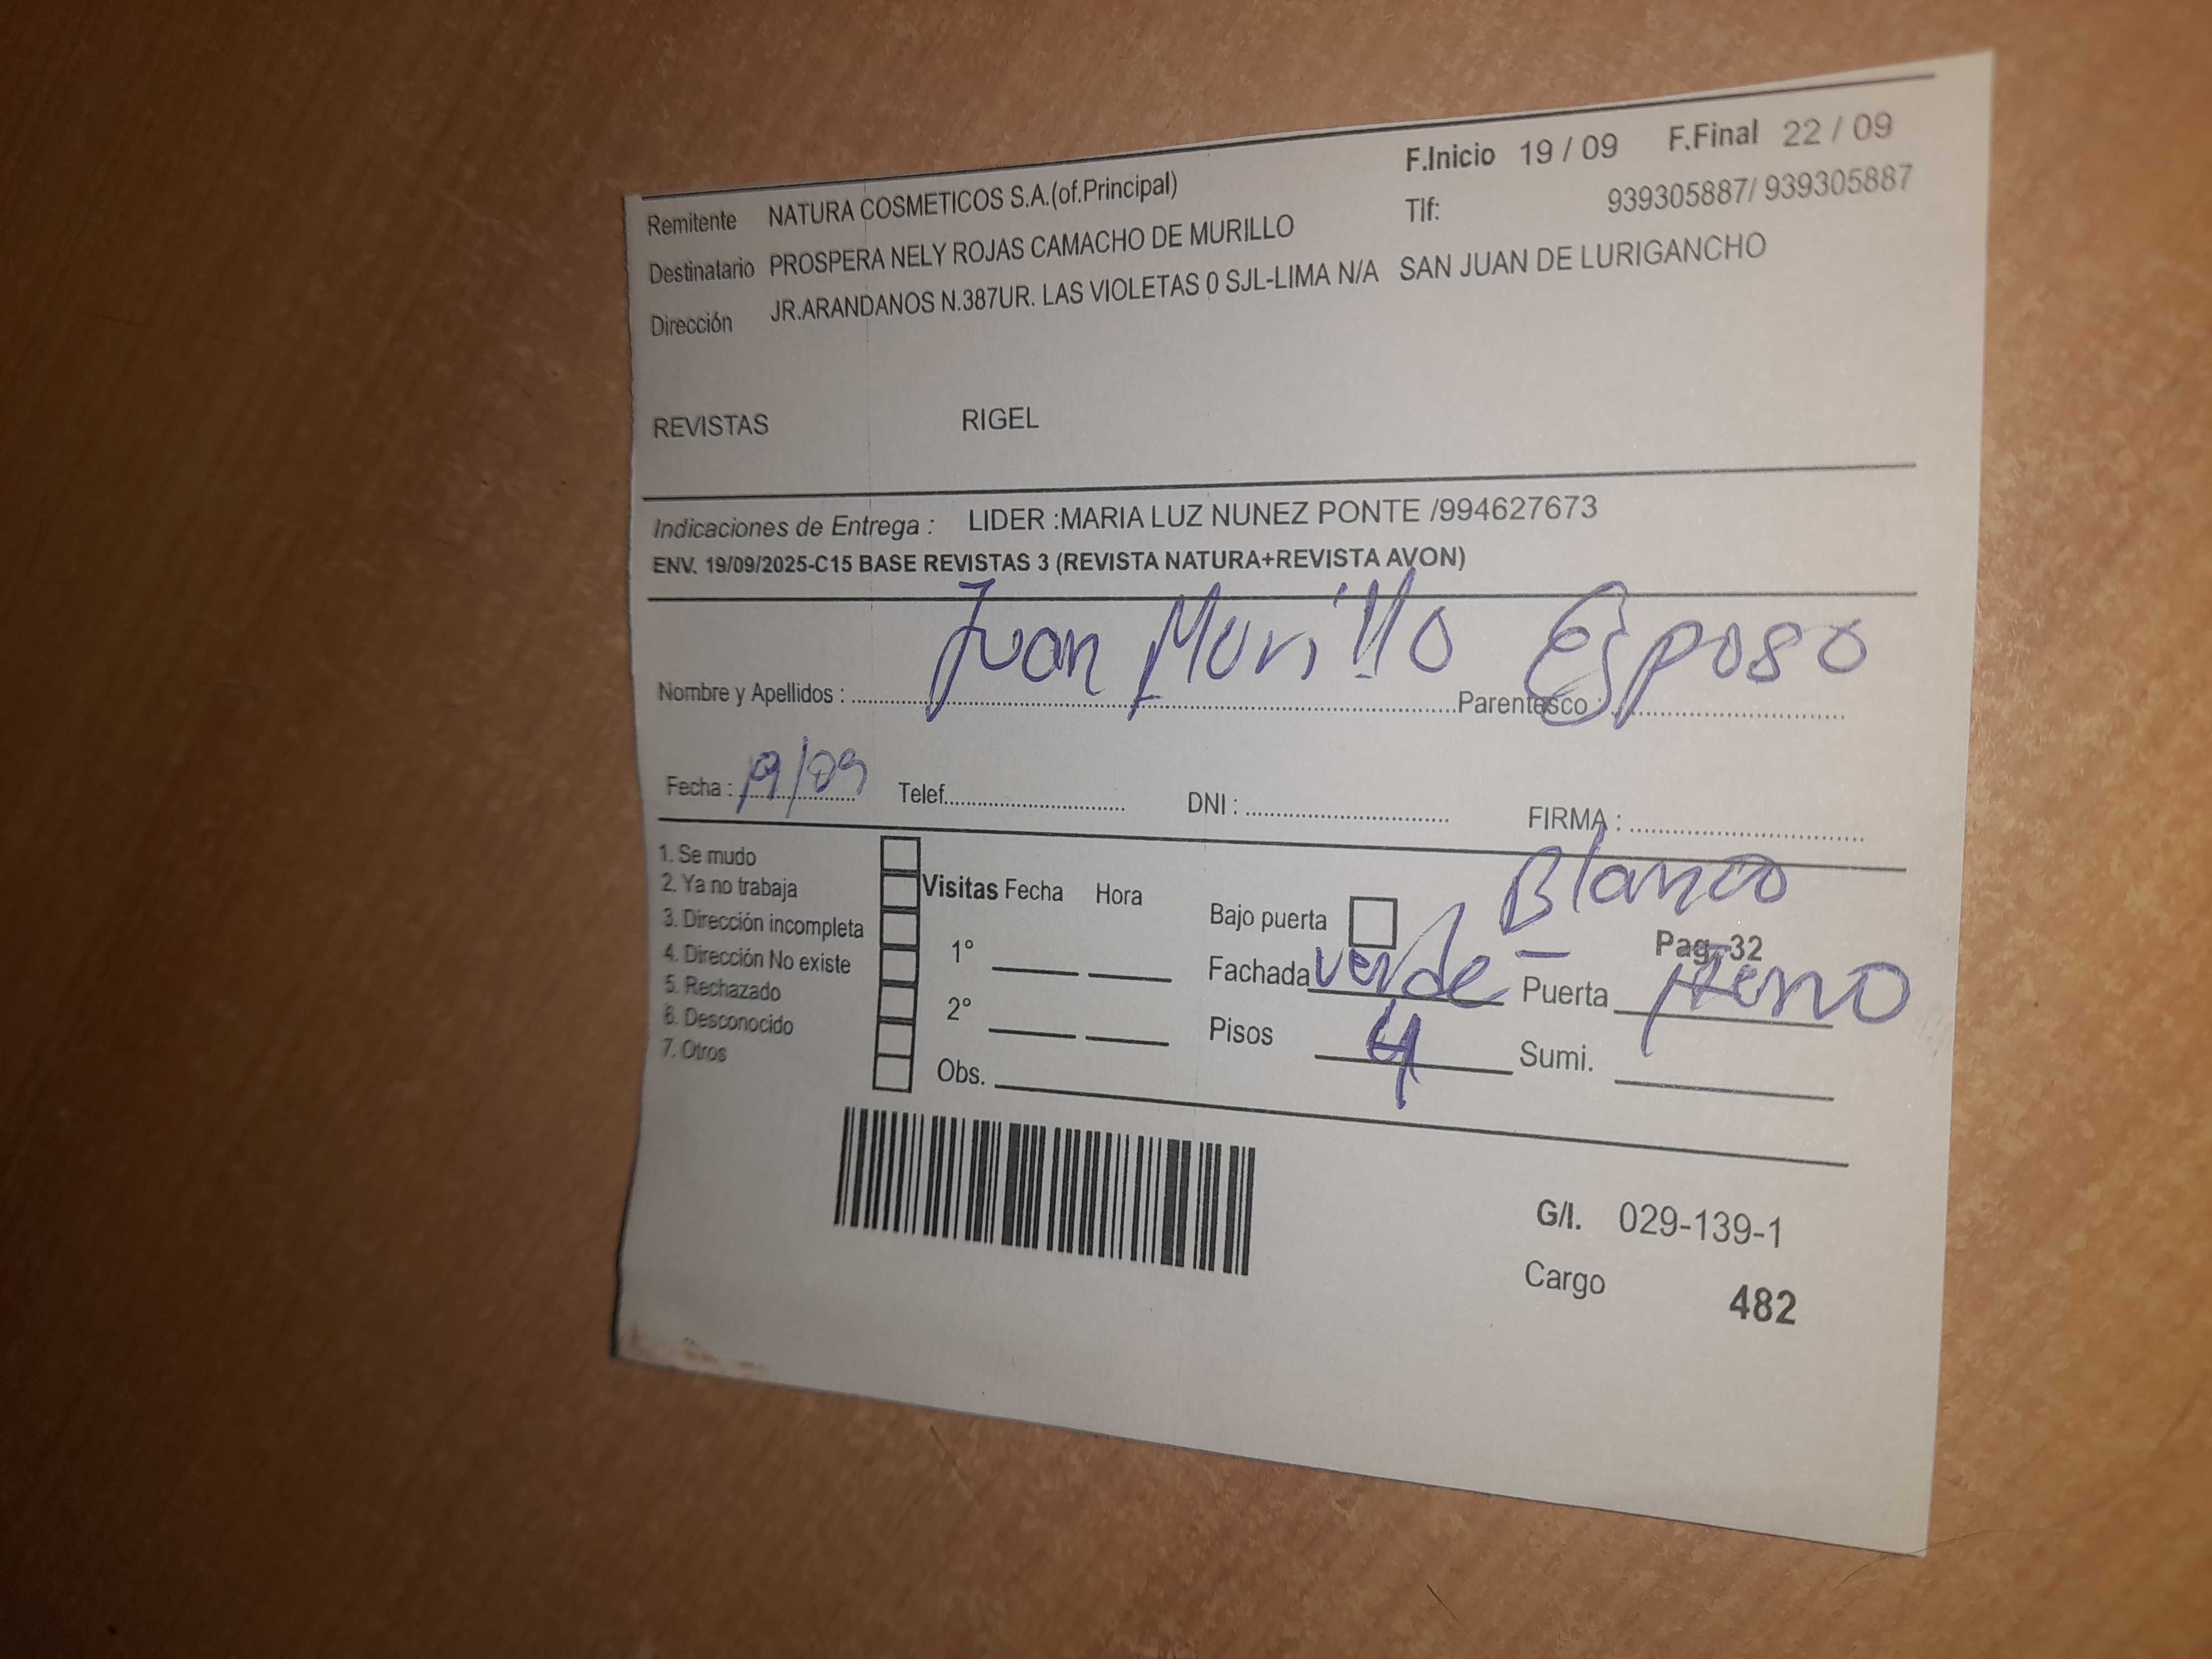 F.Inicio 19 / 09 F.Final 22 / 09
Remitente NATURA COSMETICOS S.A.(of.Principal) Tlf: 939305887/ 939305887
Destinatario PROSPERA NELY ROJAS CAMACHO DE MURILLO
Dirección JR.ARANDANOS N.387UR. LAS VIOLETAS 0 SJL-LIMA N/A SAN JUAN DE LURIGANCHO
REVISTAS RIGEL
Indicaciones de Entrega : LIDER :MARIA LUZ NUNEZ PONTE /994627673
ENV. 19/09/2025-C15 BASE REVISTAS 3 (REVISTA NATURA+REVISTA AVON)
Nombre y Apellidos : Juan Murillo Parentesco : Esposo
Fecha : 19/09 Telef. DNI : FIRMA :
1. Se mudo
2. Ya no trabaja
3. Dirección incompleta
4. Dirección No existe
5. Rechazado
6. Desconocido
7. Otros
Visitas Fecha Hora
1°
2°
Obs.
Bajo puerta
Blanco
Pag-32
Fachada verde - Puerta
Pisos 4 Sumi.
G/I. 029-139-1
Cargo 482